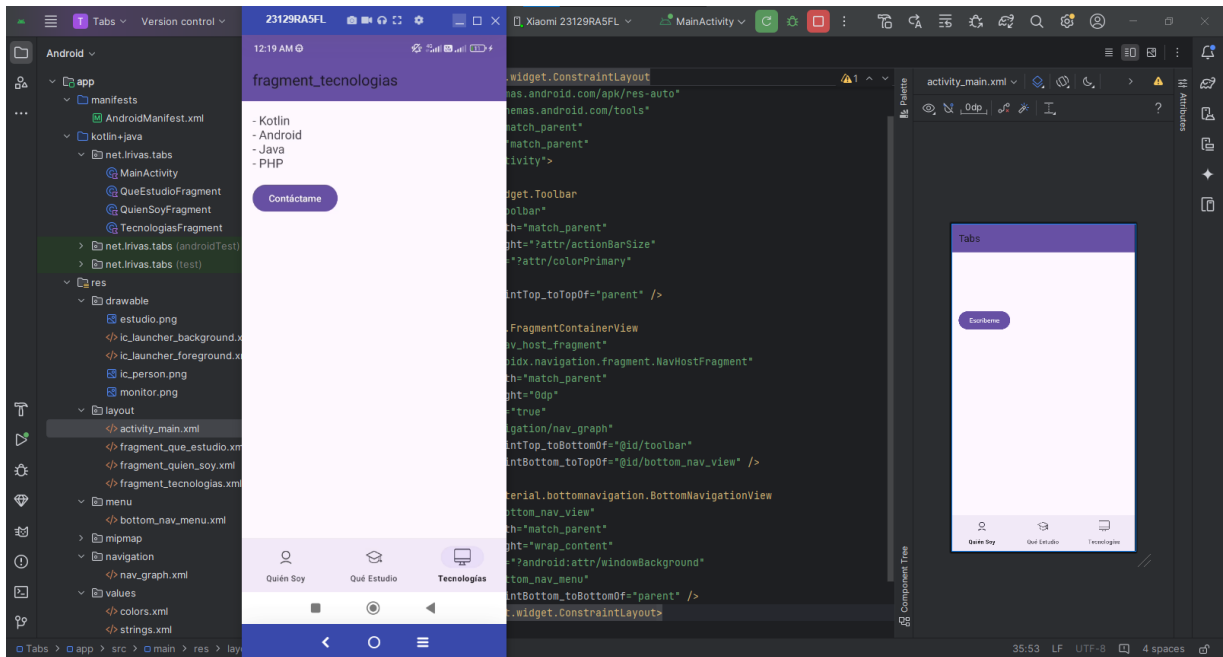 Tabs
Version control
23129RA5FL
Xiaomi 23129RA5FL
MainActivity
Android
app
manifests
AndroidManifest.xml
kotlin+java
net.lrivas.tabs
MainActivity
QueEstudioFragment
QuienSoyFragment
TecnologiasFragment
net.lrivas.tabs (androidTest)
net.lrivas.tabs (test)
res
drawable
estudio.png
ic_launcher_background.x
ic_launcher_foreground.x
ic_person.png
monitor.png
layout
activity_main.xml
fragment_que_estudio.xm
fragment_quien_soy.xml
fragment_tecnologias.xml
menu
bottom_nav_menu.xml
mipmap
navigation
nav_graph.xml
values
colors.xml
strings.xml
12:19 AM
fragment_tecnologias
- Kotlin
- Android
- Java
- PHP
Contáctame
Quién Soy
Qué Estudio
Tecnologías
.widget.ConstraintLayout
mas.android.com/apk/res-auto"
hemas.android.com/tools"
match_parent"
"match_parent"
tivity">
dget.Toolbar
oolbar"
th="match_parent"
ght="?attr/actionBarSize"
="?attr/colorPrimary"
intTop_toTopOf="parent" />
.FragmentContainerView
av_host_fragment"
oidx.navigation.fragment.NavHostFragment"
th="match_parent"
ght="0dp"
="true"
igation/nav_graph"
intTop_toBottomOf="@id/toolbar"
intBottom_toTopOf="@id/bottom_nav_view" />
terial.bottomnavigation.BottomNavigationView
ottom_nav_view"
th="match_parent"
ght="wrap_content"
="?android:attr/windowBackground"
ttom_nav_menu"
intBottom_toBottomOf="parent" />
t.widget.ConstraintLayout>
1
Palette
Component Tree
activity_main.xml
0dp
?
Attributes
Tabs
Escribeme
Quién Soy
Qué Estudio
Tecnologías
Tabs > app > src > main > res > lay
35:53
LF
UTF-8
4 spaces